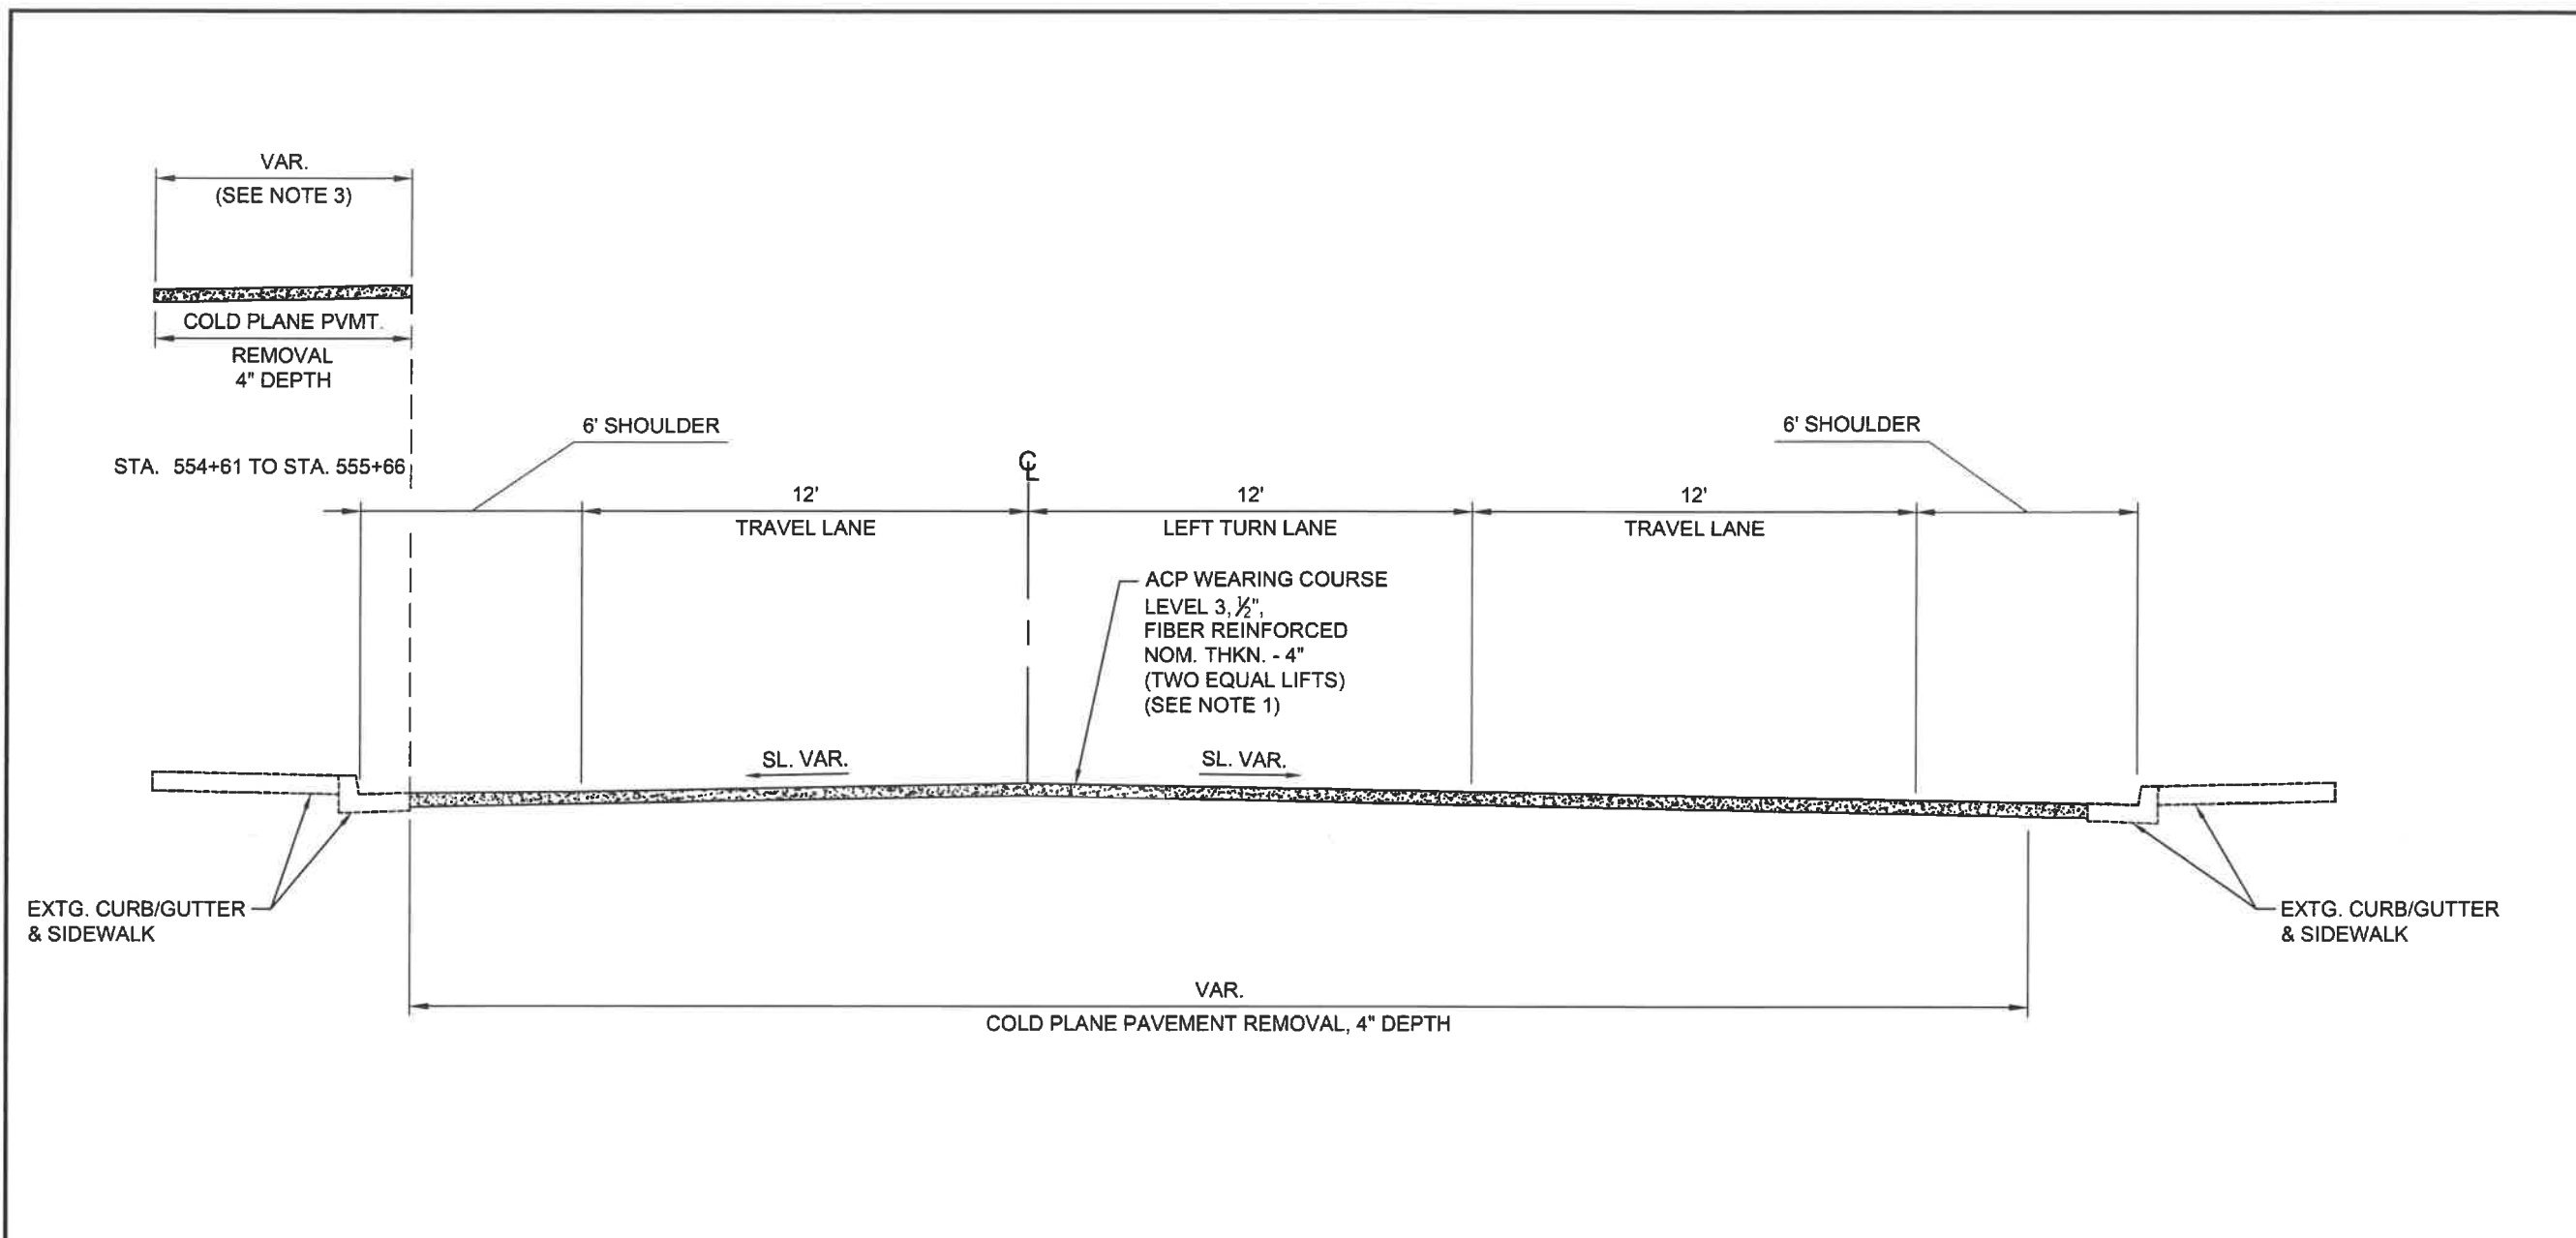 VAR.
(SEE NOTE 3)
COLD PLANE PVMT.
REMOVAL
4" DEPTH
6' SHOULDER
6' SHOULDER
STA. 554+61 TO STA. 555+66
℄
12'
TRAVEL LANE
12'
LEFT TURN LANE
12'
TRAVEL LANE
ACP WEARING COURSE
LEVEL 3, ½",
FIBER REINFORCED
NOM. THKN. - 4"
(TWO EQUAL LIFTS)
(SEE NOTE 1)
SL. VAR.
SL. VAR.
EXTG. CURB/GUTTER
& SIDEWALK
EXTG. CURB/GUTTER
& SIDEWALK
VAR.
COLD PLANE PAVEMENT REMOVAL, 4" DEPTH